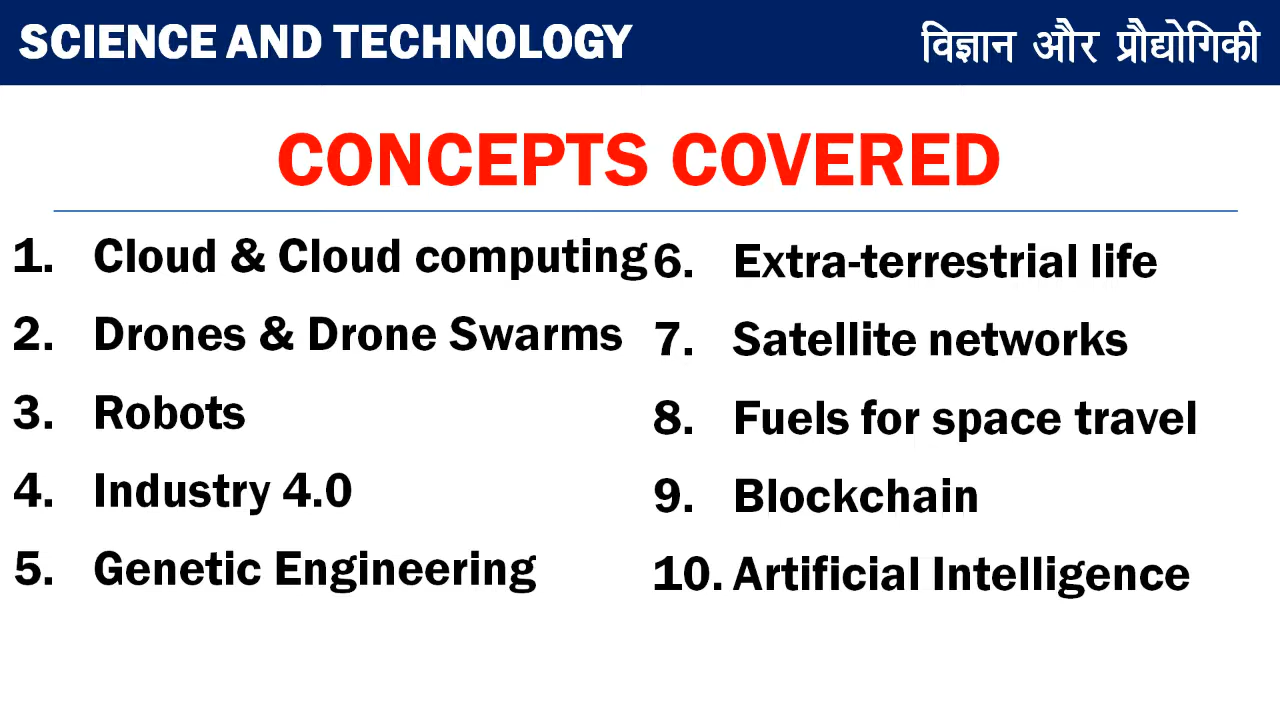 SCIENCE AND TECHNOLOGY
विज्ञान और प्रौद्योगिकी
CONCEPTS COVERED
1. Cloud & Cloud computing
2. Drones & Drone Swarms
3. Robots
4. Industry 4.0
5. Genetic Engineering
6. Extra-terrestrial life
7. Satellite networks
8. Fuels for space travel
9. Blockchain
10. Artificial Intelligence